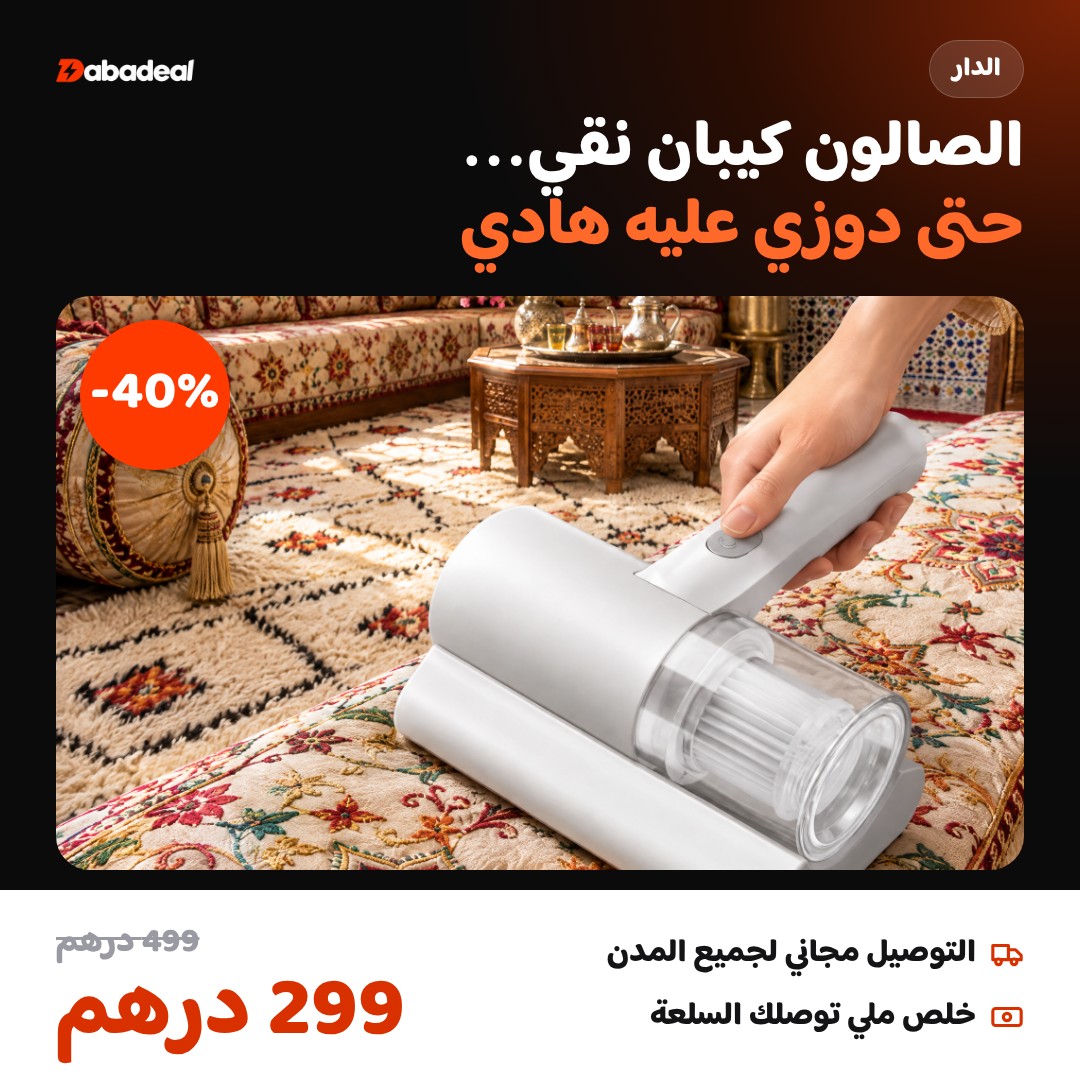 Dabadeal
الدار
الصالون كيبان نقي...
حتى دوزي عليه هادي
-40%
التوصيل مجاني لجميع المدن
خلص ملي توصلك السلعة
499 درهم
299 درهم